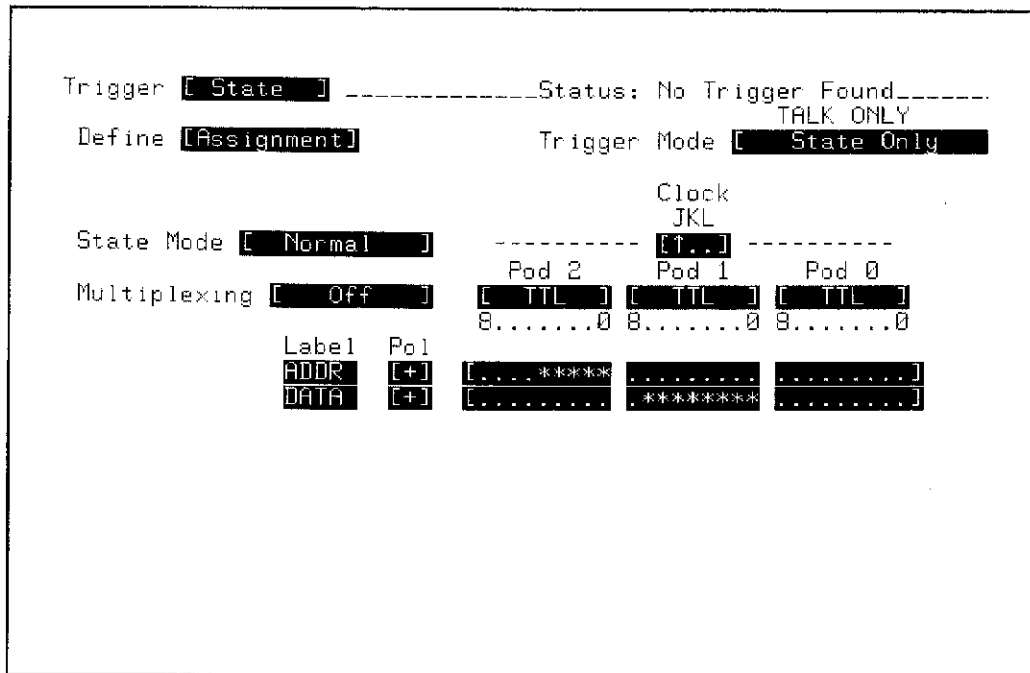 Trigger [ State ] _____________Status: No Trigger Found_______
TALK ONLY
Define [Assignment] Trigger Mode [ State Only
Clock
JKL
State Mode [ Normal ] ---------- [↑..] ----------
Pod 2 Pod 1 Pod 0
Multiplexing [ Off ] [ TTL ] [ TTL ] [ TTL ]
8.......0 8.......0 8.......0
Label Pol
ADDR [+] [....***** ......... .........]
DATA [+] [......... .******** .........]